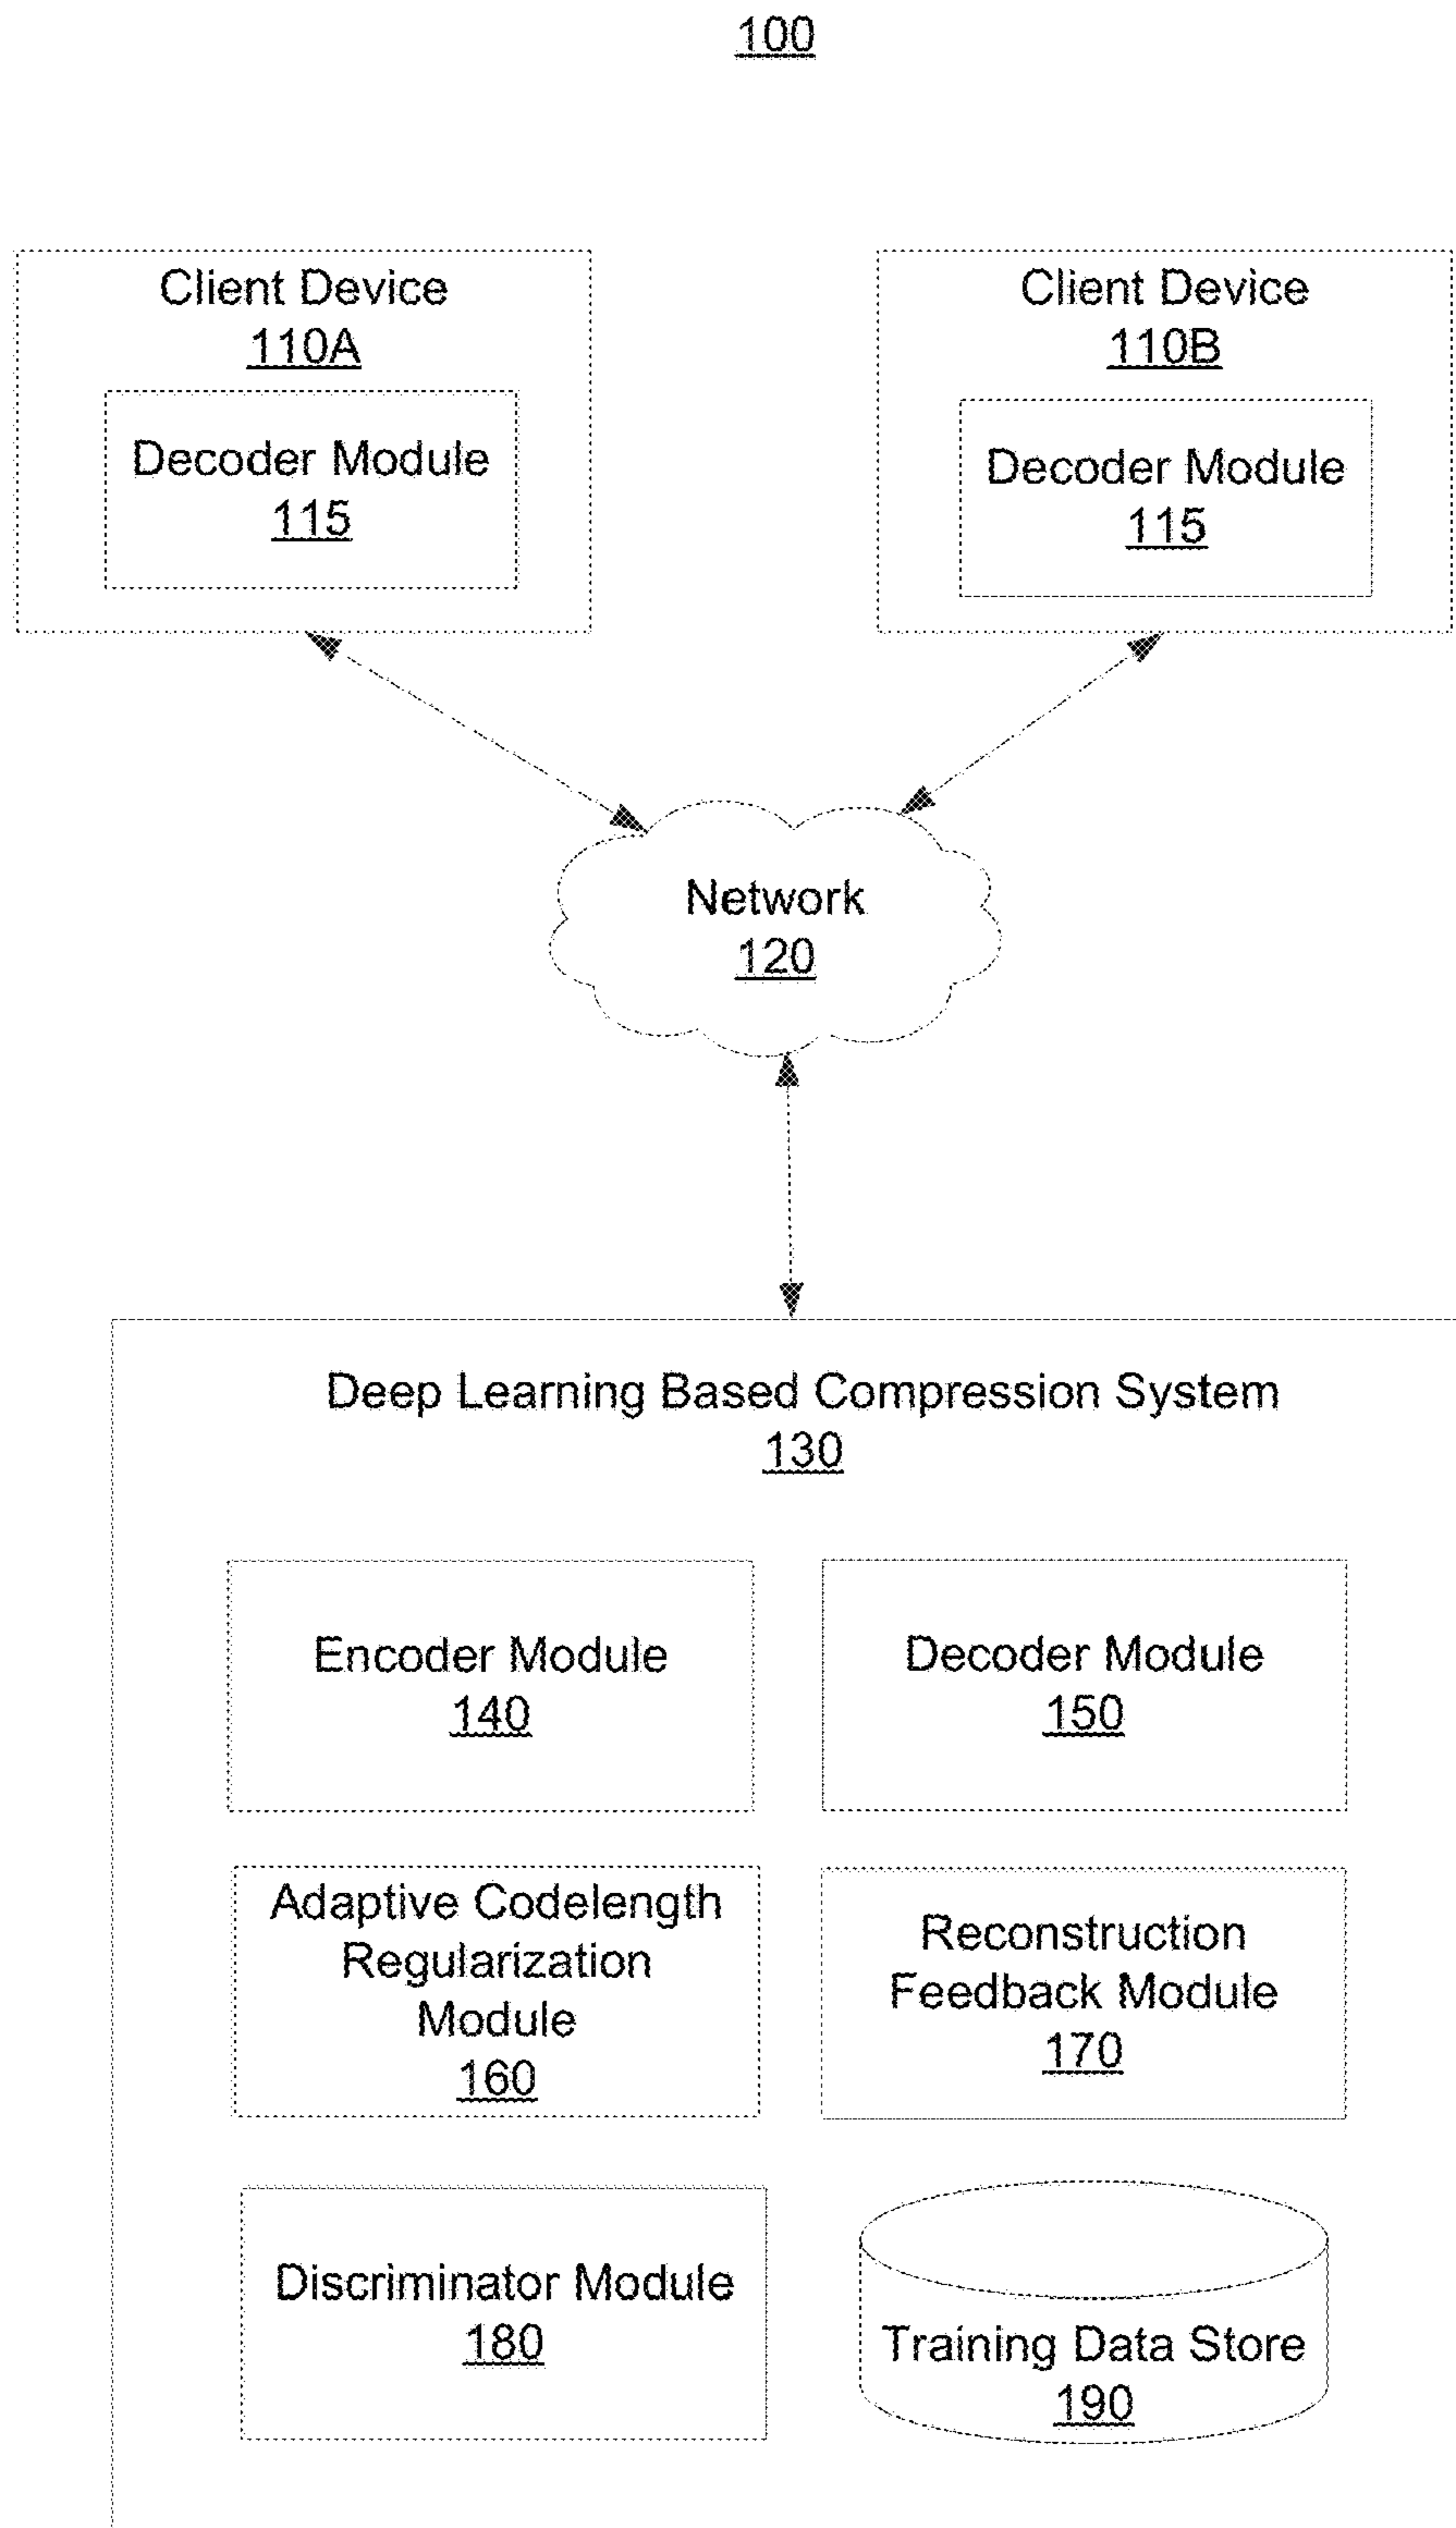 100
Client Device
110A
Decoder Module
115
Client Device
110B
Decoder Module
115
Network
120
Deep Learning Based Compression System
130
Encoder Module
140
Decoder Module
150
Adaptive Codelength
Regularization
Module
160
Reconstruction
Feedback Module
170
Discriminator Module
180
Training Data Store
190